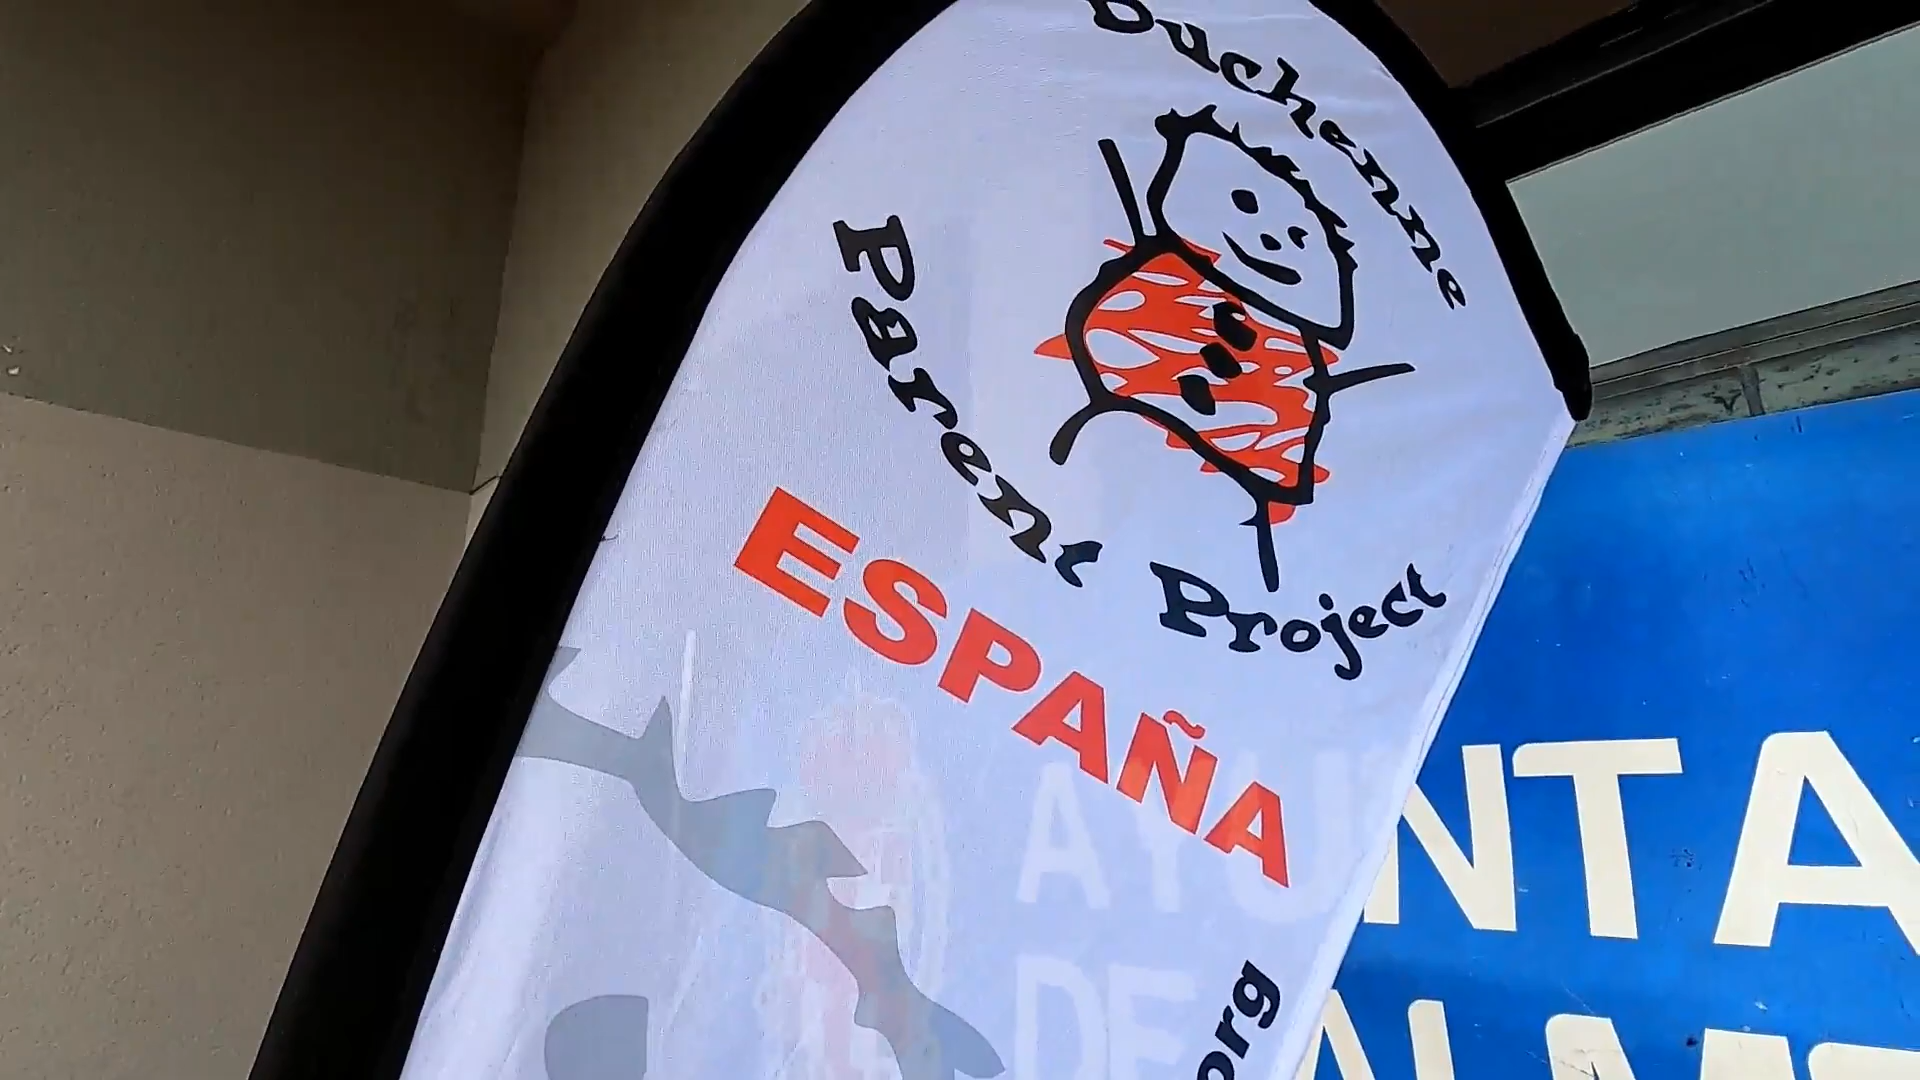 Duchenne
Parent Project
ESPAÑA
org
AYUNTA
DE